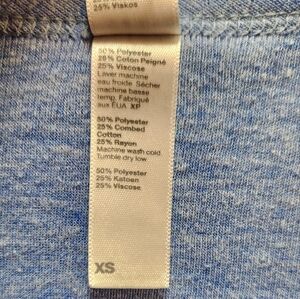 25% Viskos
50% Polyester
25% Coton Peigné
25% Viscose
Laver machine
eau froide. Sécher
machine basse
temp. Fabriqué
aux ÉUA XP
50% Polyester
25% Combed
Cotton
25% Rayon
Machine wash cold
Tumble dry low
50% Polyester
25% Katoen
25% Viscose
XS